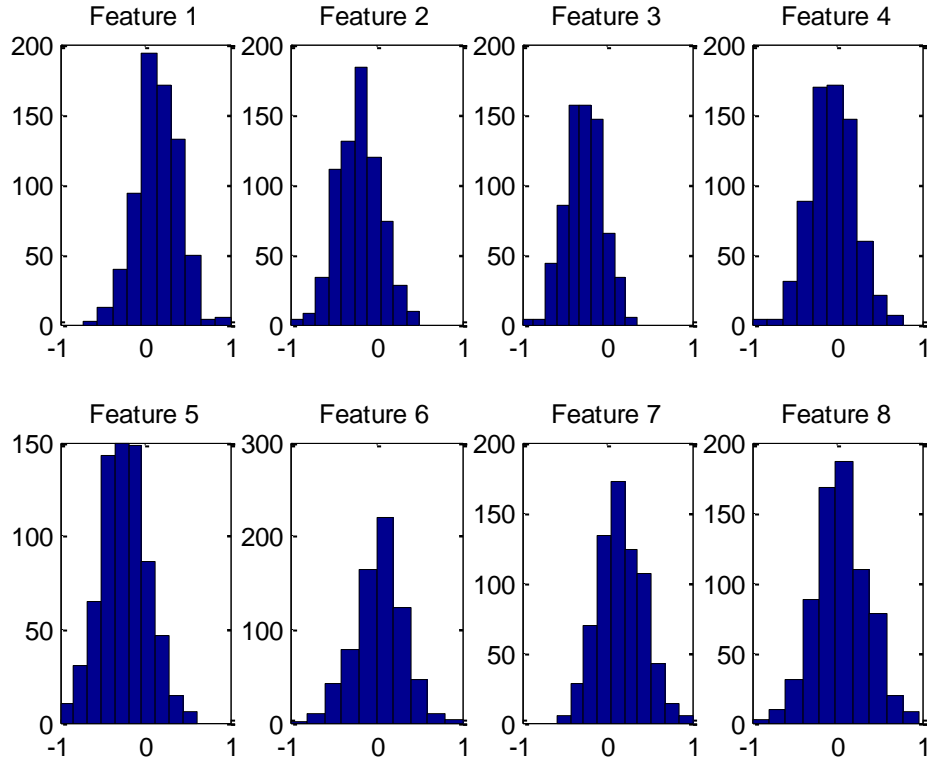 Feature 1 Feature 2 Feature 3 Feature 4
200 200 200 200
150 150 150 150
100 100 100 100
50 50 50 50
0 0 0 0
-1 0 1 -1 0 1 -1 0 1 -1 0 1
Feature 5 Feature 6 Feature 7 Feature 8
150 300 200 200
150 150
100 200
100 100
50 100
50 50
0 0 0 0
-1 0 1 -1 0 1 -1 0 1 -1 0 1